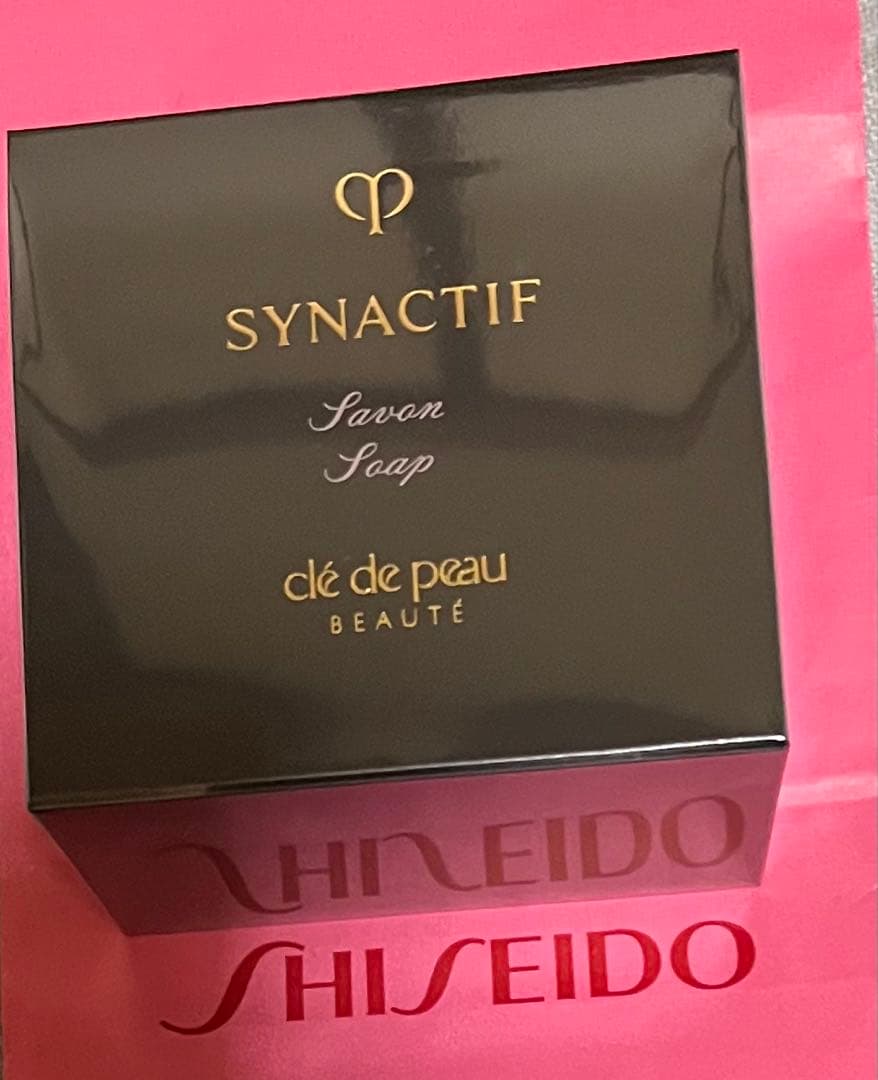 SYNACTIF
Savon
Soap
clé de peau
BEAUTÉ
SHISEIDO
SHISEIDO